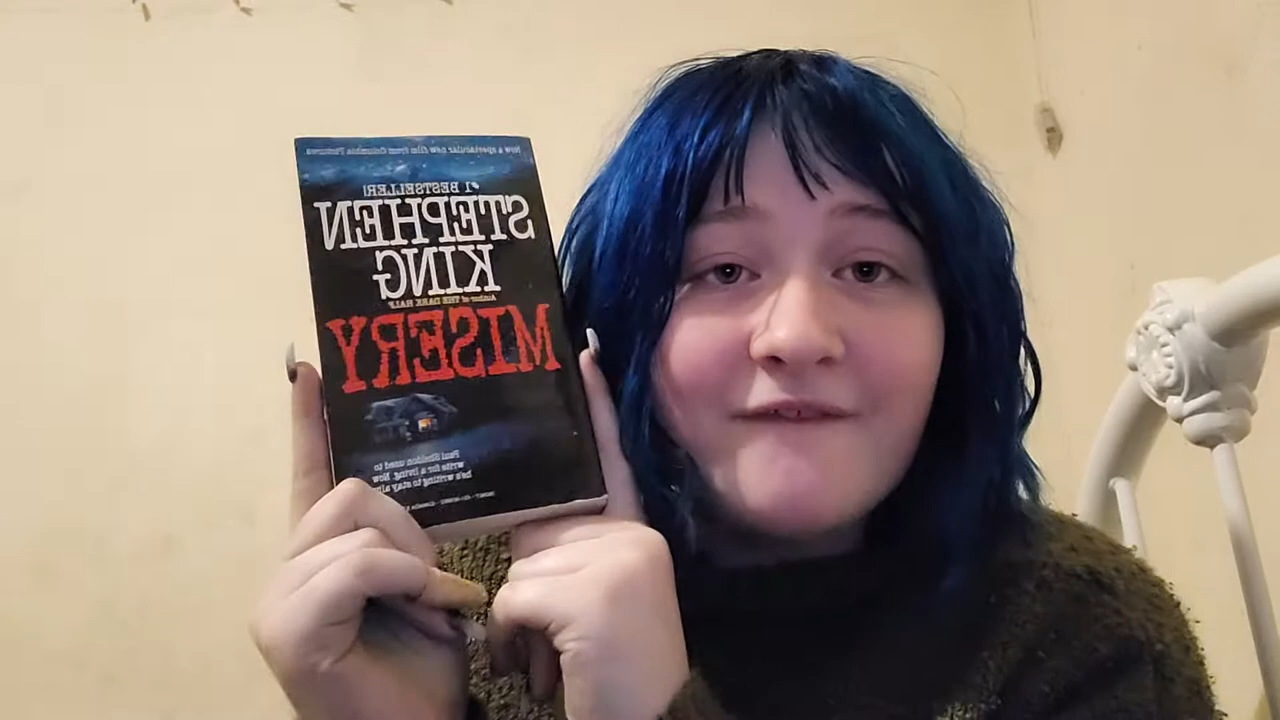 Now a spectacular new film from Columbia Pictures
#1 BESTSELLER!
STEPHEN
KING
Author of THE DARK HALF
MISERY
Paul Sheldon used to
write for a living. Now,
he's writing to stay